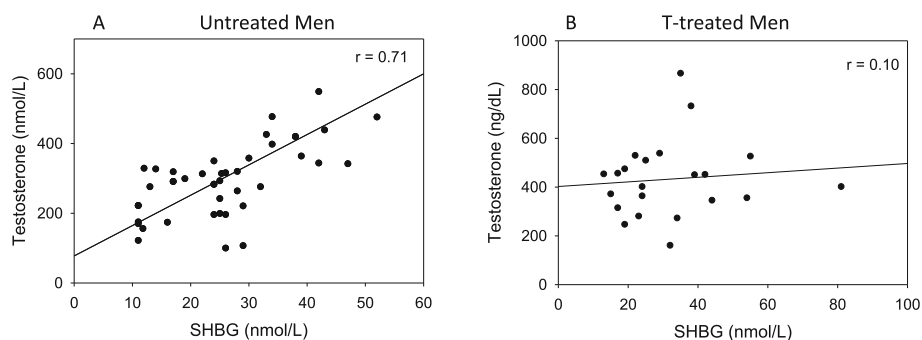 A Untreated Men
r = 0.71
Testosterone (nmol/L)
600
400
200
0
0 10 20 30 40 50 60
SHBG (nmol/L)
B T-treated Men
r = 0.10
Testosterone (ng/dL)
1000
800
600
400
200
0
0 20 40 60 80 100
SHBG (nmol/L)